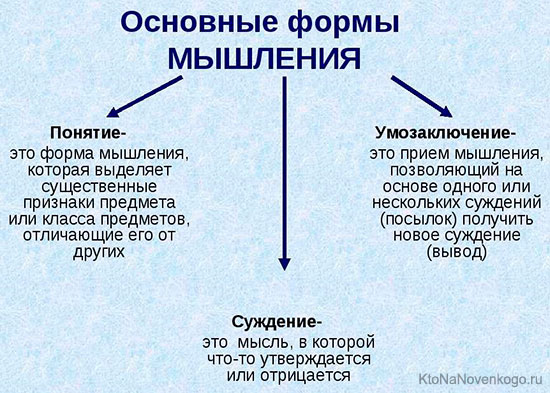 Основные формы
МЫШЛЕНИЯ
Понятие-
это форма мышления,
которая выделяет
существенные
признаки предмета
или класса предметов,
отличающие его от
других
Умозаключение-
это прием мышления,
позволяющий на
основе одного или
нескольких суждений
(посылок) получить
новое суждение
(вывод)
Суждение-
это мысль, в которой
что-то утверждается
или отрицается
KtoNaNovenkogo.ru